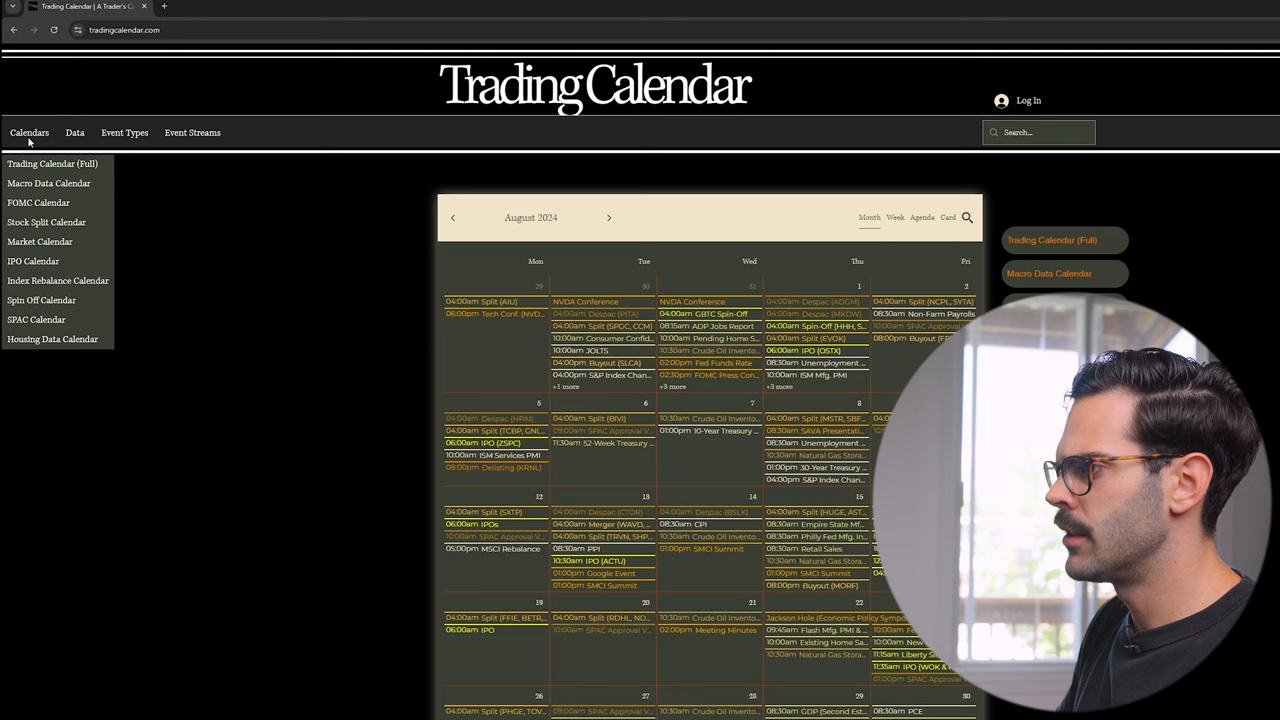 Trading Calendar | A Trader's C
tradingcalendar.com
Trading Calendar
Log In
Calendars
Data
Event Types
Event Streams
Search...
Trading Calendar (Full)
Macro Data Calendar
FOMC Calendar
Stock Split Calendar
Market Calendar
IPO Calendar
Index Rebalance Calendar
Spin Off Calendar
SPAC Calendar
Housing Data Calendar
August 2024
Month
Week
Agenda
Card
Trading Calendar (Full)
Macro Data Calendar
Mon
Tue
Wed
Thu
Fri
29
04:00am Split (AIU)
06:00pm Tech Conf. (NVD...
30
NVDA Conference
04:00am Despac (PITA)
04:00am Split (SPGC, CCM)
10:00am Consumer Confid...
10:00am JOLTS
04:00pm Buyout (SLCA)
04:00pm S&P Index Chan...
+1 more
31
NVDA Conference
04:00am GBTC Spin-Off
08:15am ADP Jobs Report
10:00am Pending Home S...
10:30am Crude Oil Invento...
02:00pm Fed Funds Rate
02:30pm FOMC Press Con...
+3 more
1
04:00am Despac (ADGM)
04:00am Despac (MKDW)
04:00am Spin-Off (HHH, S...
04:00am Split (EVOK)
06:00am IPO (OSTX)
08:30am Unemployment ...
10:00am ISM Mfg. PMI
+3 more
2
04:00am Split (NCPL, SYTA)
08:30am Non-Farm Payrolls
10:00am SPAC Approval
08:00pm Buyout
5
04:00am Despac (HPAI)
04:00am Split (TCBP, GNL...
06:00am IPO (ZSPC)
10:00am ISM Services PMI
08:00pm Delisting (KRNL)
6
04:00am Split (BIVI)
09:00am SPAC Approval V...
11:30am 52-Week Treasury ...
7
10:30am Crude Oil Invento...
01:00pm 10-Year Treasury ...
8
04:00am Split (MSTR, SBF...
08:30am SAVA Presentati...
08:30am Unemployment ...
10:30am Natural Gas Stora...
01:00pm 30-Year Treasury ...
04:00pm S&P Index Chan...
12
04:00am Split (SXTP)
06:00am IPOs
10:00am SPAC Approval V...
05:00pm MSCI Rebalance
13
04:00am Despac (CTOR)
04:00am Merger (WAVD, ...
04:00am Split (TRVN, SHP...
08:30am PPI
10:30am IPO (ACTU)
01:00pm Google Event
01:00pm SMCI Summit
14
04:00am Despac (BSLK)
08:30am CPI
10:30am Crude Oil Invento...
01:00pm SMCI Summit
15
04:00am Split (HUGE, AST...
08:30am Empire State Mf...
08:30am Philly Fed Mfg. In...
08:30am Retail Sales
10:30am Natural Gas Stora...
01:00pm SMCI Summit
08:00pm Buyout (MORF)
19
04:00am Split (FFIE, BETR,...
06:00am IPO
20
04:00am Split (RDHL, ND...
10:00am SPAC Approval V...
21
10:30am Crude Oil Invento...
02:00pm Meeting Minutes
22
Jackson Hole (Economic Policy Sympo
09:45am Flash Mfg. PMI & ...
10:00am Existing Home Sa...
10:30am Natural Gas Stora...
10:00am
10:00am New
11:15am Liberty
11:35am IPO (WOK &
01:00pm SPAC Approval
26
04:00am Split (PHGE, TOV...
27
09:00am SPAC Approval V...
28
10:30am Crude Oil Invento...
29
08:30am GDP (Second Est...
30
08:30am PCE